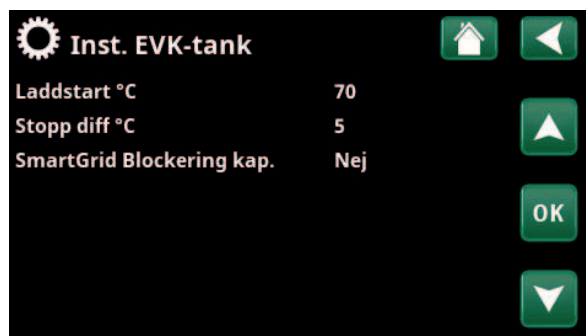 Inst. EVK-tank
Laddstart °C 70
Stopp diff °C 5
SmartGrid Blockering kap. Nej
OK